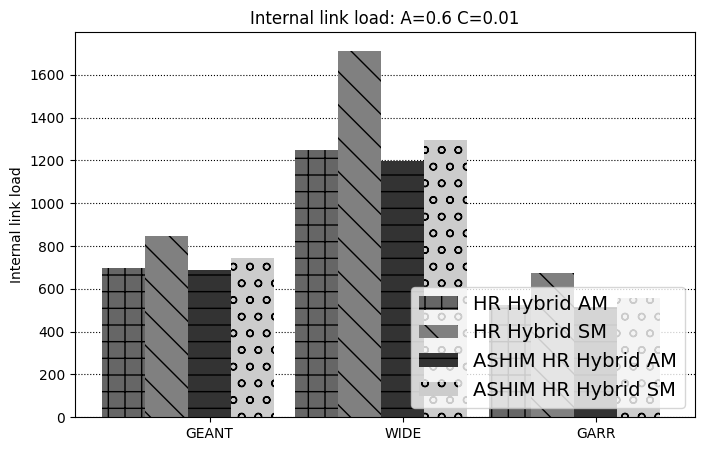 Internal link load: A=0.6 C=0.01
Internal link load
1600
1400
1200
1000
800
600
400
200
0
HR Hybrid AM
HR Hybrid SM
ASHIM HR Hybrid AM
ASHIM HR Hybrid SM
GEANT
WIDE
GARR